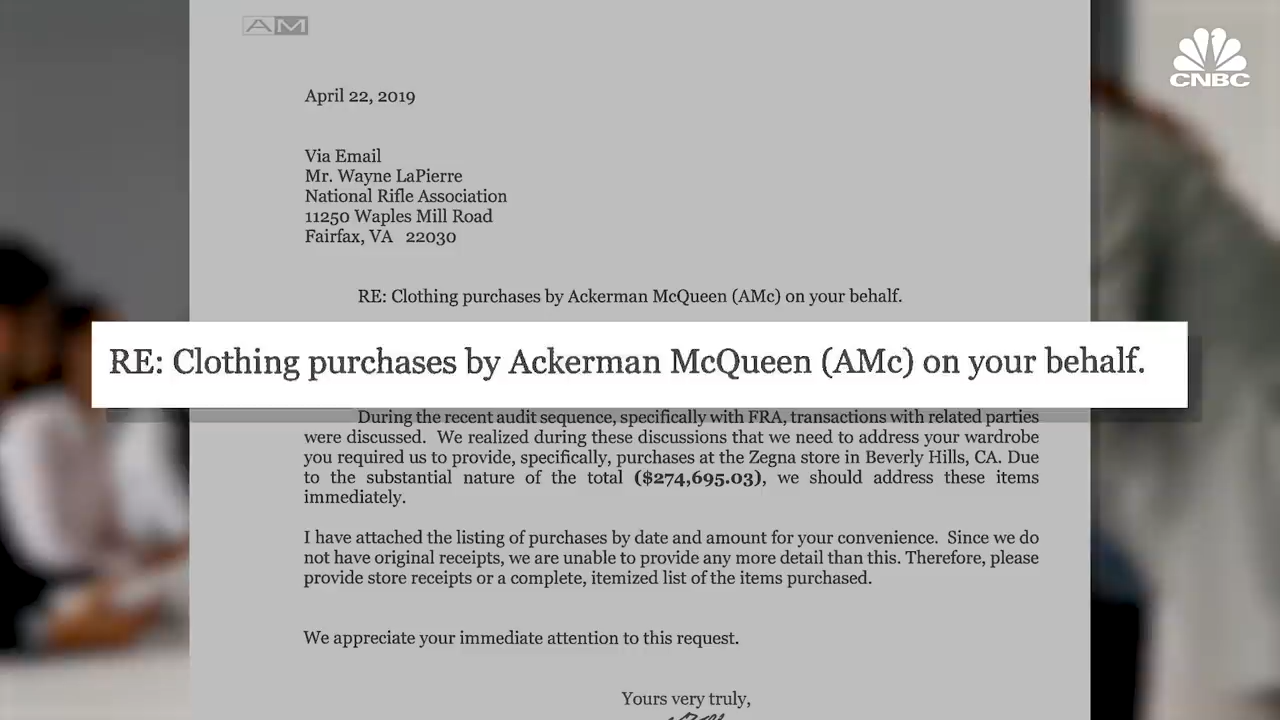 AM
CNBC
April 22, 2019
Via Email
Mr. Wayne LaPierre
National Rifle Association
11250 Waples Mill Road
Fairfax, VA 22030
RE: Clothing purchases by Ackerman McQueen (AMc) on your behalf.
RE: Clothing purchases by Ackerman McQueen (AMc) on your behalf.
During the recent audit sequence, specifically with FRA, transactions with related parties
were discussed. We realized during these discussions that we need to address your wardrobe
you required us to provide, specifically, purchases at the Zegna store in Beverly Hills, CA. Due
to the substantial nature of the total ($274,695.03), we should address these items
immediately.
I have attached the listing of purchases by date and amount for your convenience. Since we do
not have original receipts, we are unable to provide any more detail than this. Therefore, please
provide store receipts or a complete, itemized list of the items purchased.
We appreciate your immediate attention to this request.
Yours very truly,